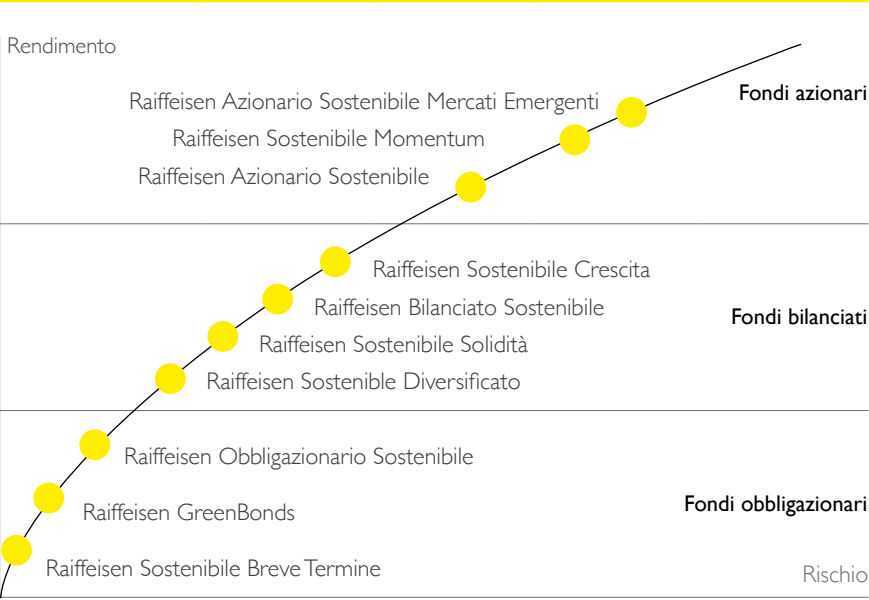 Rendimento
Fondi azionari
Raiffeisen Azionario Sostenibile Mercati Emergenti
Raiffeisen Sostenibile Momentum
Raiffeisen Azionario Sostenibile
Raiffeisen Sostenibile Crescita
Raiffeisen Bilanciato Sostenibile
Fondi bilanciati
Raiffeisen Sostenibile Solidità
Raiffeisen Sostenible Diversificato
Raiffeisen Obbligazionario Sostenibile
Raiffeisen GreenBonds
Fondi obbligazionari
Raiffeisen Sostenibile Breve Termine
Rischio